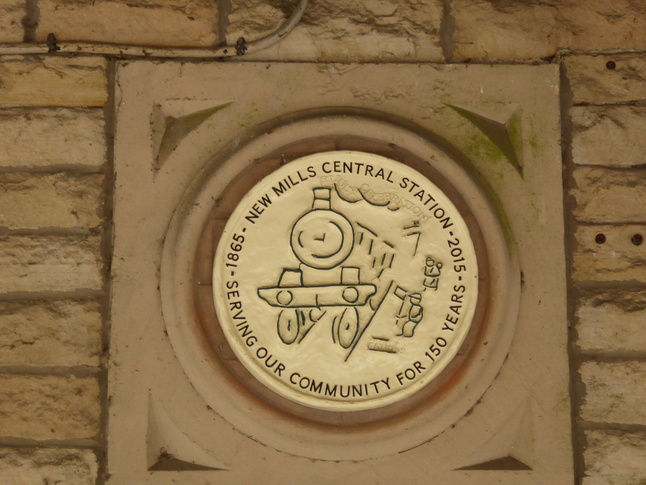 - 1865 - NEW MILLS CENTRAL STATION - 2015 -
SERVING OUR COMMUNITY FOR 150 YEARS